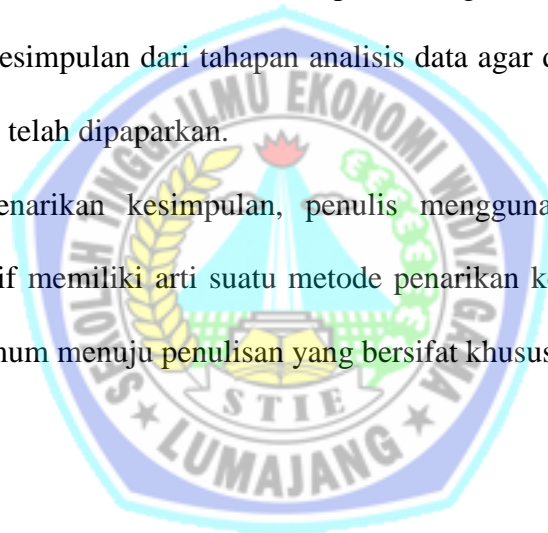 esimpulan dari tahapan analisis data agar
telah dipaparkan.
enarikan kesimpulan, penulis mengguna
if memiliki arti suatu metode penarikan
num menuju penulisan yang bersifat khusus
SEKOLAH TINGGI ILMU EKONOMI WIDYA GAMA
STIE
LUMAJANG